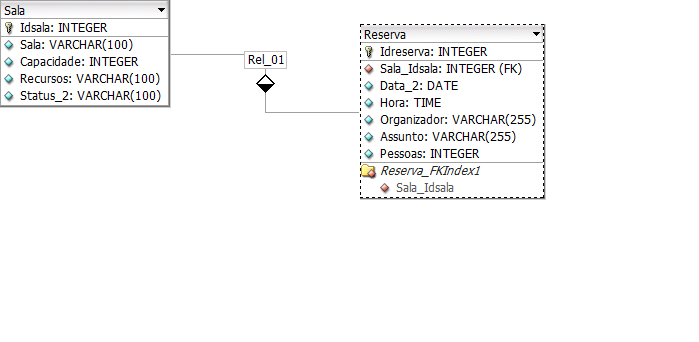 Sala
Idsala: INTEGER
Sala: VARCHAR(100)
Capacidade: INTEGER
Recursos: VARCHAR(100)
Status_2: VARCHAR(100)
Rel_01
Reserva
Idreserva: INTEGER
Sala_Idsala: INTEGER (FK)
Data_2: DATE
Hora: TIME
Organizador: VARCHAR(255)
Assunto: VARCHAR(255)
Pessoas: INTEGER
Reserva_FKIndex1
Sala_Idsala